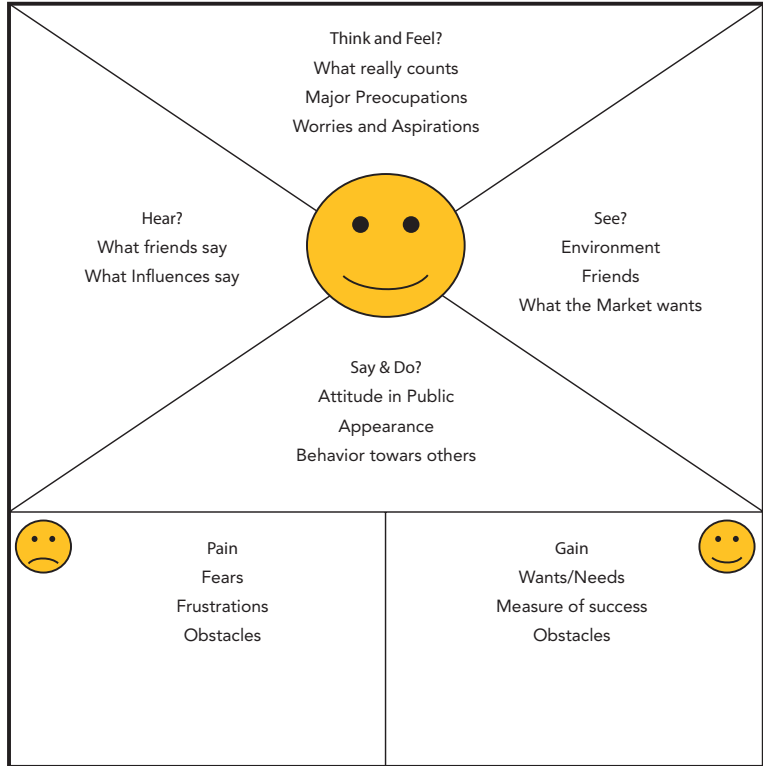 Think and Feel?
What really counts
Major Preocupations
Worries and Aspirations
Hear?
What friends say
What Influences say
See?
Environment
Friends
What the Market wants
Say & Do?
Attitude in Public
Appearance
Behavior towars others
Pain
Fears
Frustrations
Obstacles
Gain
Wants/Needs
Measure of success
Obstacles